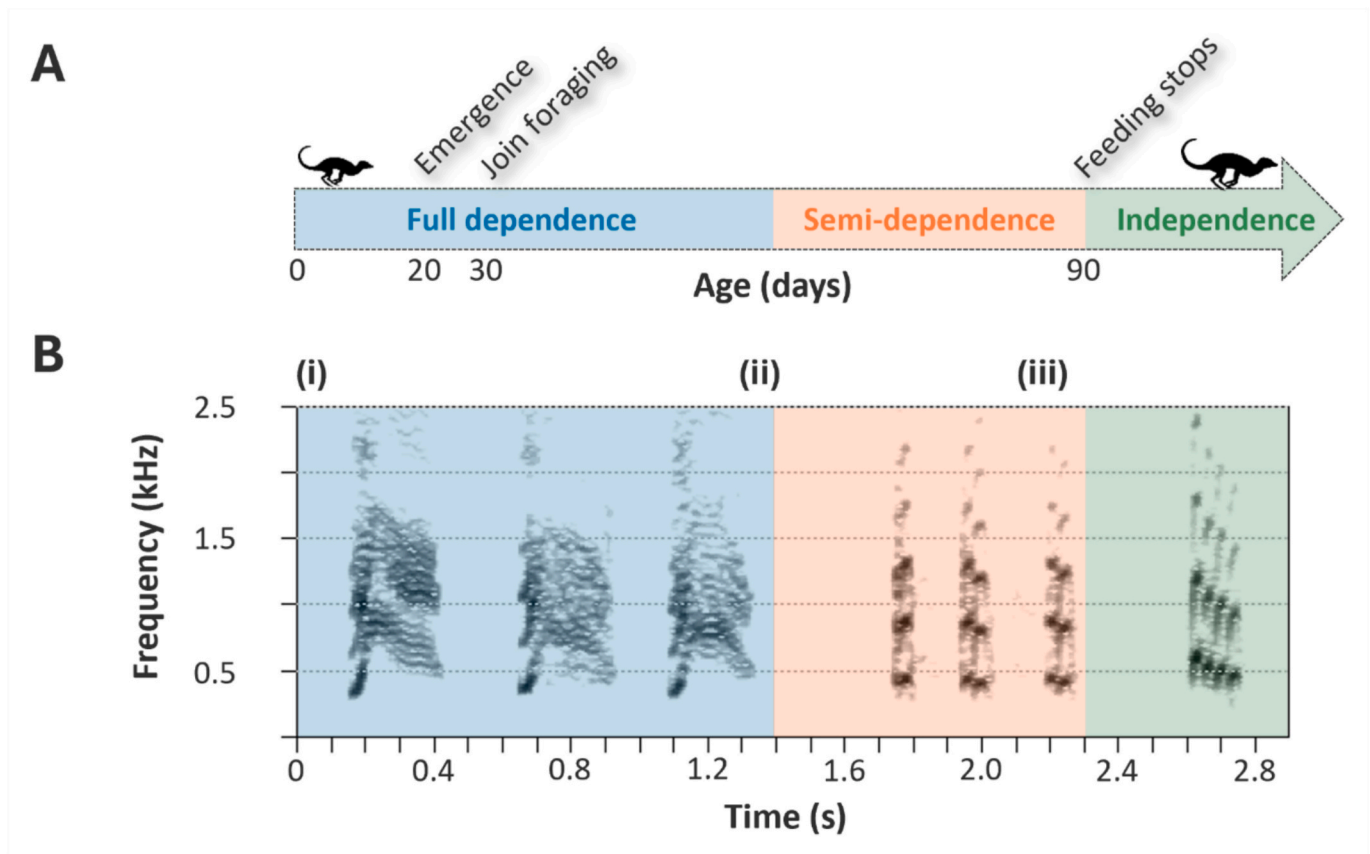 A
Emergence
Join foraging
Feeding stops
Full dependence
Semi-dependence
Independence
0
20
30
90
Age (days)
B
(i)
(ii)
(iii)
2.5
1.5
0.5
Frequency (kHz)
0
0.4
0.8
1.2
1.6
2.0
2.4
2.8
Time (s)